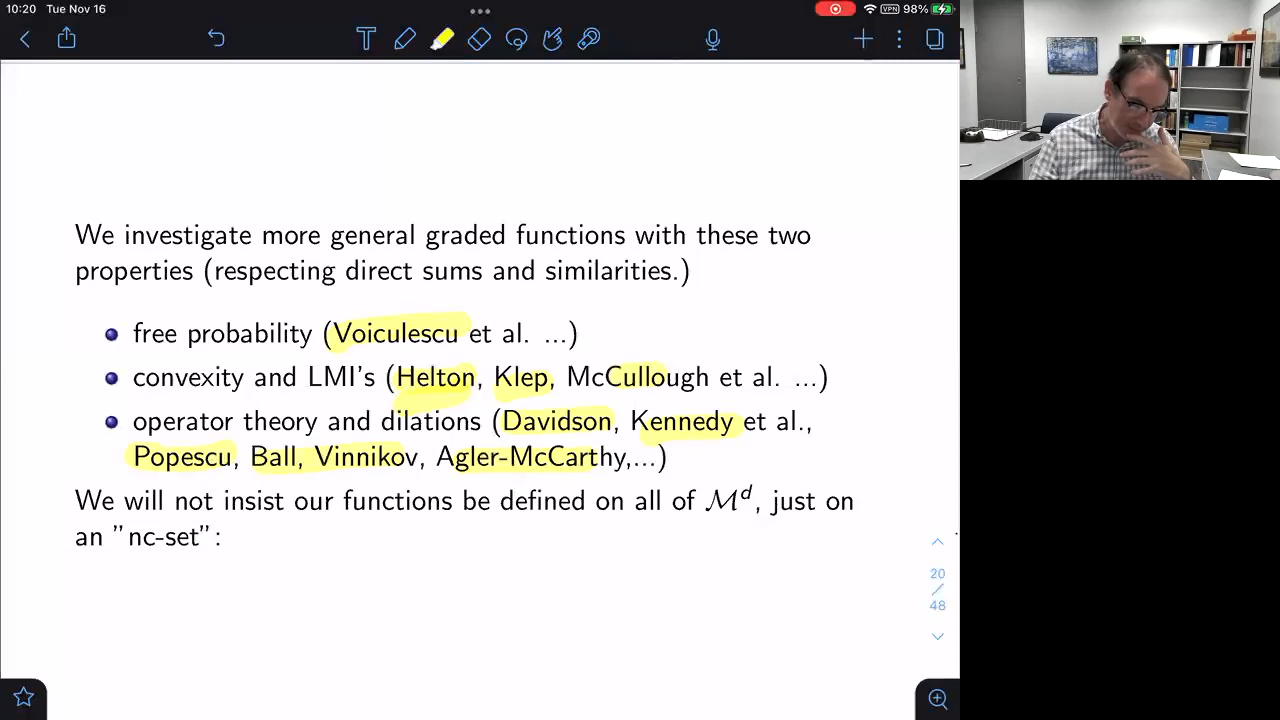 10:20 Tue Nov 16
VPN 98%
We investigate more general graded functions with these two
properties (respecting direct sums and similarities.)
free probability (Voiculescu et al. ...)
convexity and LMI's (Helton, Klep, McCullough et al. ...)
operator theory and dilations (Davidson, Kennedy et al.,
Popescu, Ball, Vinnikov, Agler-McCarthy,...)
We will not insist our functions be defined on all of ℳᵈ, just on
an "nc-set":
20
/
48